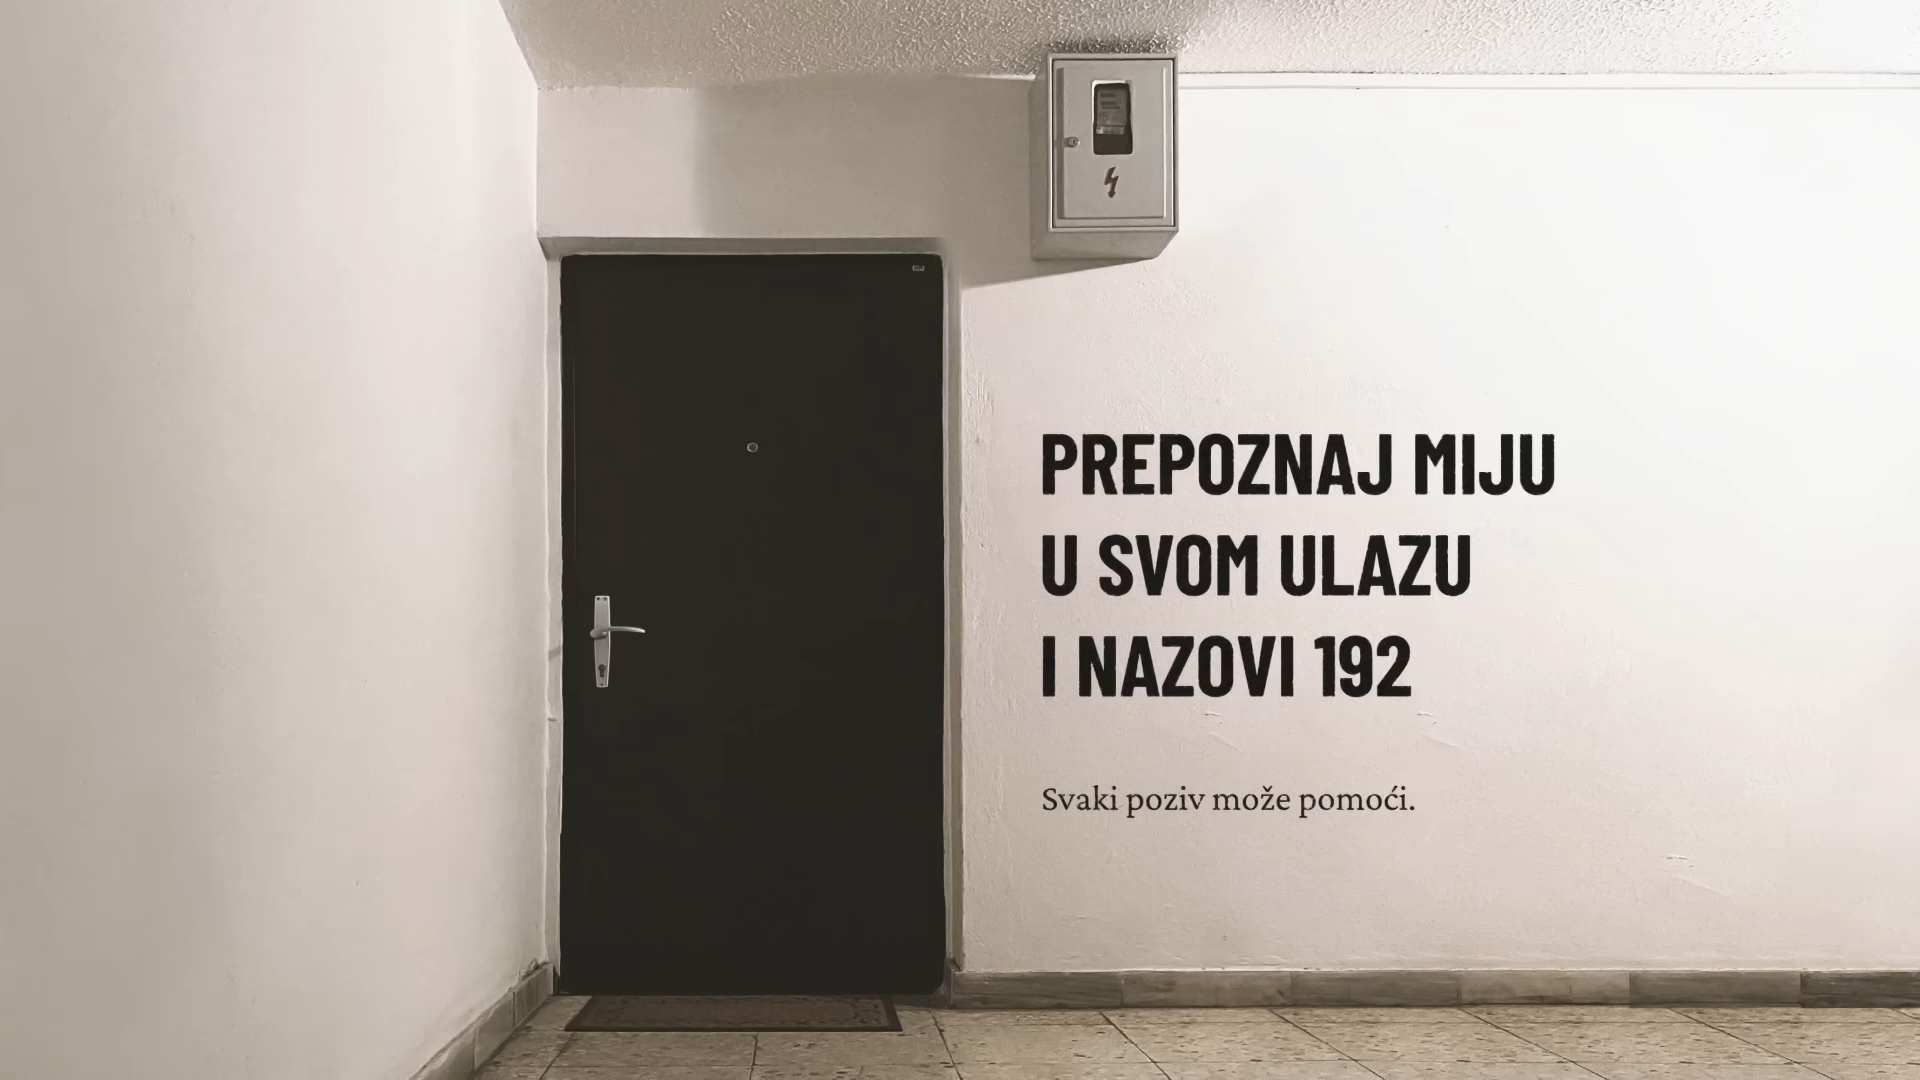 PREPOZNAJ MIJU
U SVOM ULAZU
I NAZOVI 192
Svaki poziv može pomoći.